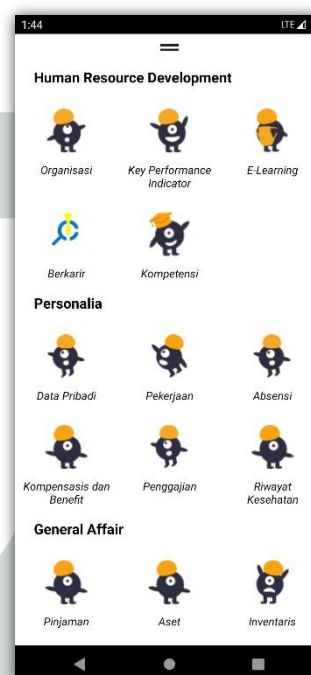 1:44 LTE
Human Resource Development
Organisasi Key Performance Indicator E-Learning
Berkarir Kompetensi
Personalia
Data Pribadi Pekerjaan Absensi
Kompensasis dan Benefit Penggajian Riwayat Kesehatan
General Affair
Pinjaman Aset Inventaris